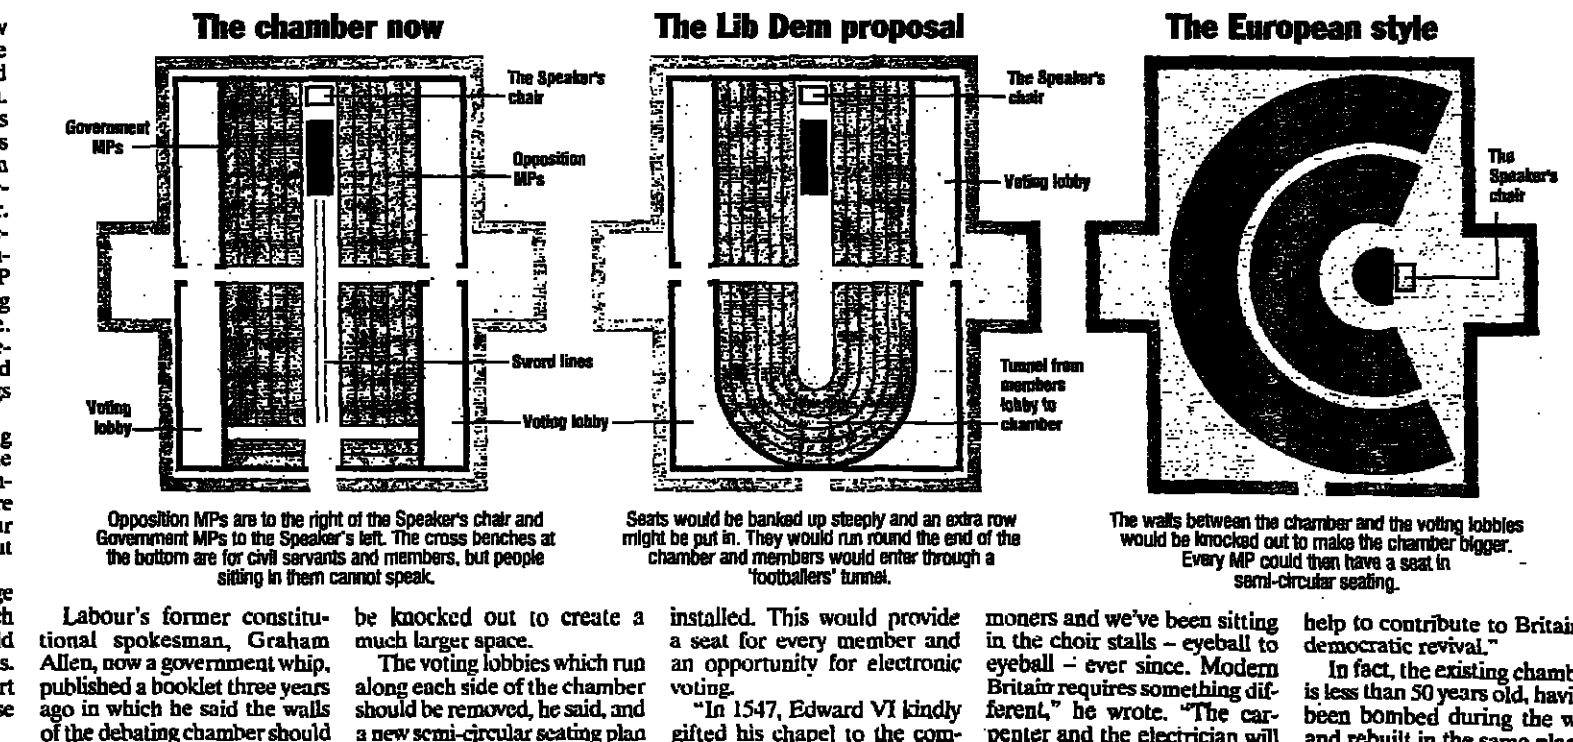 The chamber now
The Speaker's
chair
Government
MPs
Opposition
MPs
Sword lines
Voting
lobby
Voting lobby
Opposition MPs are to the right of the Speaker's chair and
Government MPs to the Speaker's left. The cross benches at
the bottom are for civil servants and members, but people
sitting in them cannot speak.
The Lib Dem proposal
The Speaker's
chair
Voting lobby
Tunnel from
members
lobby to
chamber
Seats would be banked up steeply and an extra row
might be put in. They would run round the end of the
chamber and members would enter through a
'footballers' tunnel.
The European style
The
Speaker's
chair
The walls between the chamber and the voting lobbies
would be knocked out to make the chamber bigger.
Every MP could then have a seat in
semi-circular seating.
Labour's former constitu-
tional spokesman, Graham
Allen, now a government whip,
published a booklet three years
ago in which he said the walls
of the debating chamber should
be knocked out to create a
much larger space.
The voting lobbies which run
along each side of the chamber
should be removed, he said, and
a new semi-circular seating plan
installed. This would provide
a seat for every member and
an opportunity for electronic
voting.
"In 1547, Edward VI kindly
gifted his chapel to the com-
moners and we've been sitting
in the choir stalls – eyeball to
eyeball – ever since. Modern
Britain requires something dif-
ferent," he wrote. "The car-
penter and the electrician will
help to contribute to Britain
democratic revival."
In fact, the existing chamb
is less than 50 years old, havi
been bombed during the w
and rebuilt in the same plac